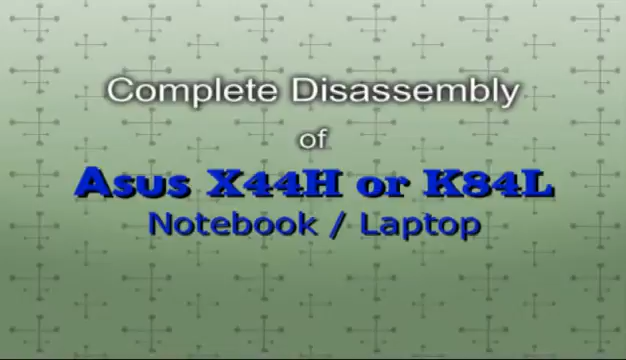 Complete Disassembly
of
Asus X44H or K84L
Notebook / Laptop